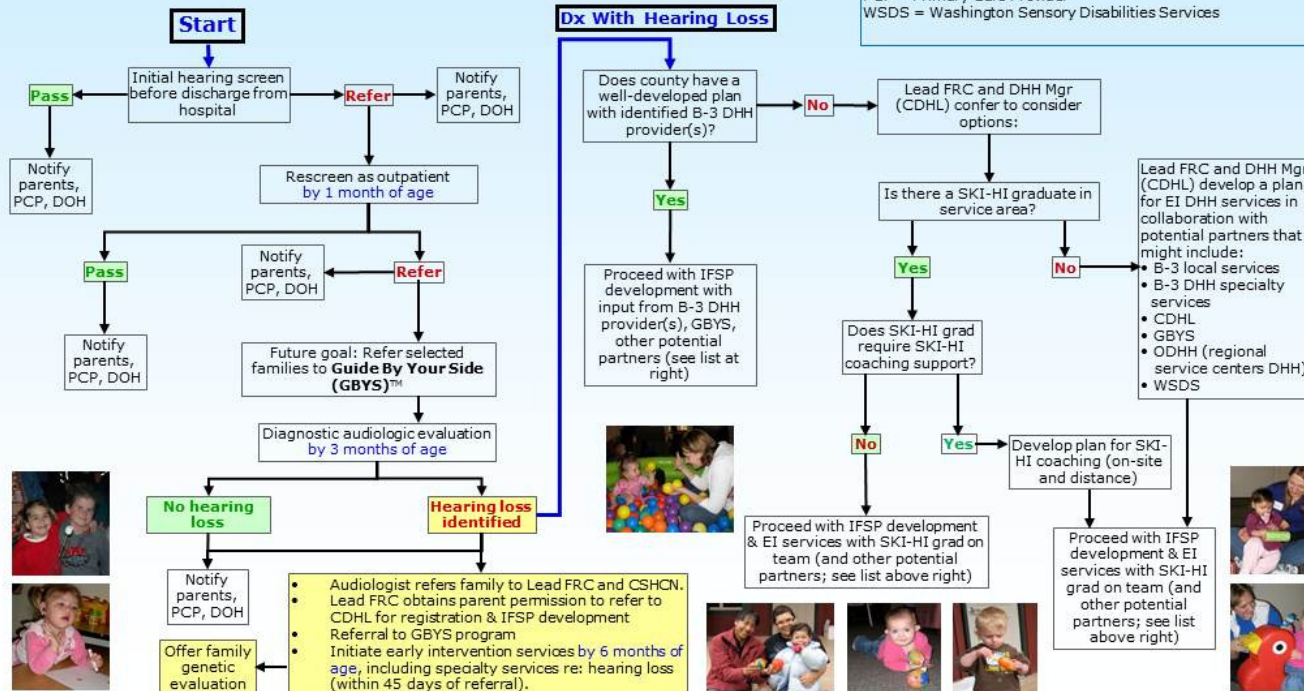 WSDS = Washington Sensory Disabilities Services
Start
Initial hearing screen
before discharge from
hospital
Pass
Refer
Notify
parents,
PCP, DOH
Notify
parents,
PCP, DOH
Rescreen as outpatient
by 1 month of age
Pass
Refer
Notify
parents,
PCP, DOH
Notify
parents,
PCP, DOH
Future goal: Refer selected
families to Guide By Your Side
(GBYS)™
Diagnostic audiologic evaluation
by 3 months of age
No hearing
loss
Hearing loss
identified
Notify
parents,
PCP, DOH
• Audiologist refers family to Lead FRC and CSHCN.
• Lead FRC obtains parent permission to refer to
CDHL for registration & IFSP development
• Referral to GBYS program
• Initiate early intervention services by 6 months of
age, including specialty services re: hearing loss
(within 45 days of referral).
Offer family
genetic
evaluation
Dx With Hearing Loss
Does county have a
well-developed plan
with identified B-3 DHH
provider(s)?
No
Yes
Proceed with IFSP
development with
input from B-3 DHH
provider(s), GBYS,
other potential
partners (see list at
right)
Lead FRC and DHH Mgr
(CDHL) confer to consider
options:
Is there a SKI-HI graduate in
service area?
Yes
No
Lead FRC and DHH Mgr
(CDHL) develop a plan
for EI DHH services in
collaboration with
potential partners that
might include:
• B-3 local services
• B-3 DHH specialty
services
• CDHL
• GBYS
• ODHH (regional
service centers DHH)
• WSDS
Does SKI-HI grad
require SKI-HI
coaching support?
No
Yes
Develop plan for SKI-
HI coaching (on-site
and distance)
Proceed with IFSP development
& EI services with SKI-HI grad on
team (and other potential
partners; see list above right)
Proceed with IFSP
development & EI
services with SKI-HI
grad on team (and
other potential
partners; see list
above right)